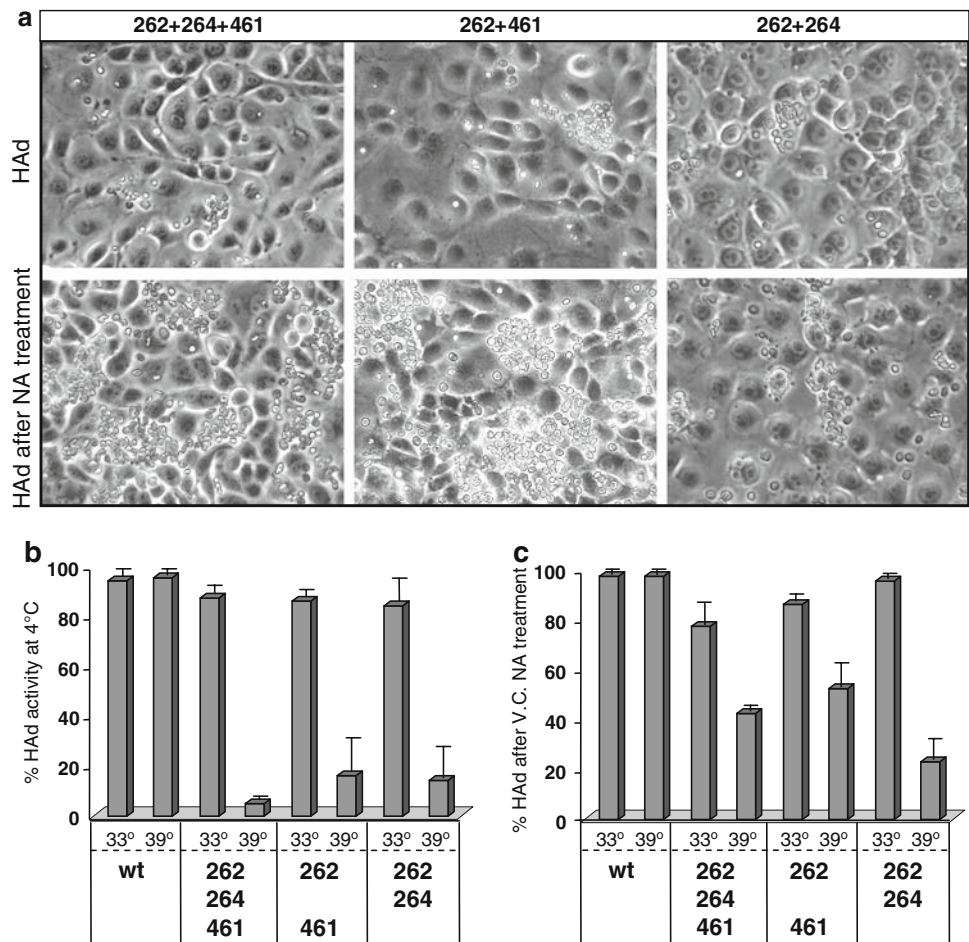 a
262+264+461 262+461 262+264
HAd
HAd after NA treatment
b
% HAd activity at 4°C
100
80
60
40
20
0
33° 39° 33° 39° 33° 39° 33° 39°
wt 262 262 262
264 264
461 461
c
% HAd after V.C. NA treatment
100
80
60
40
20
0
33° 39° 33° 39° 33° 39° 33° 39°
wt 262 262 262
264 264
461 461